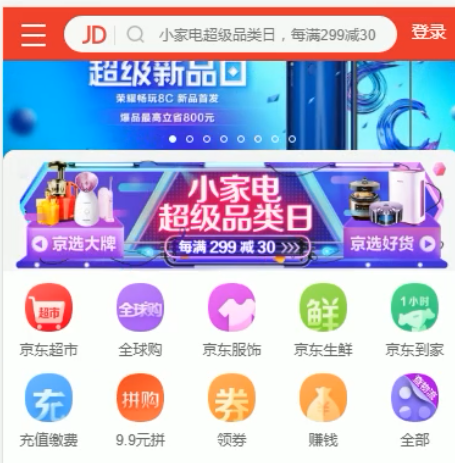 JD
小家电超级品类日，每满299减30
登录
超级新品日
荣耀畅玩8C 新品首发
爆品最高立省800元
小家电
超级品类日
京选大牌
每满 299 减 30
京选好货
超市
全球购
鲜
1小时
京东超市
全球购
京东服饰
京东生鲜
京东到家
充
拼购
券
查物流
充值缴费
9.9元拼
领券
赚钱
全部